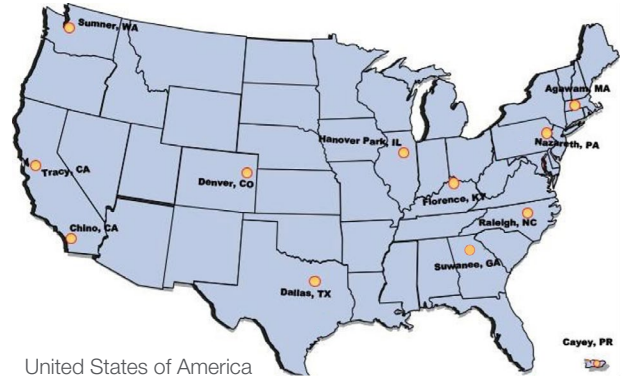 Sumner, WA
Agawam, MA
Hanover Park, IL
Nazareth, PA
Tracy, CA
Denver, CO
Florence, KY
Raleigh, NC
Chino, CA
Suwanee, GA
Dallas, TX
Cayey, PR
United States of America